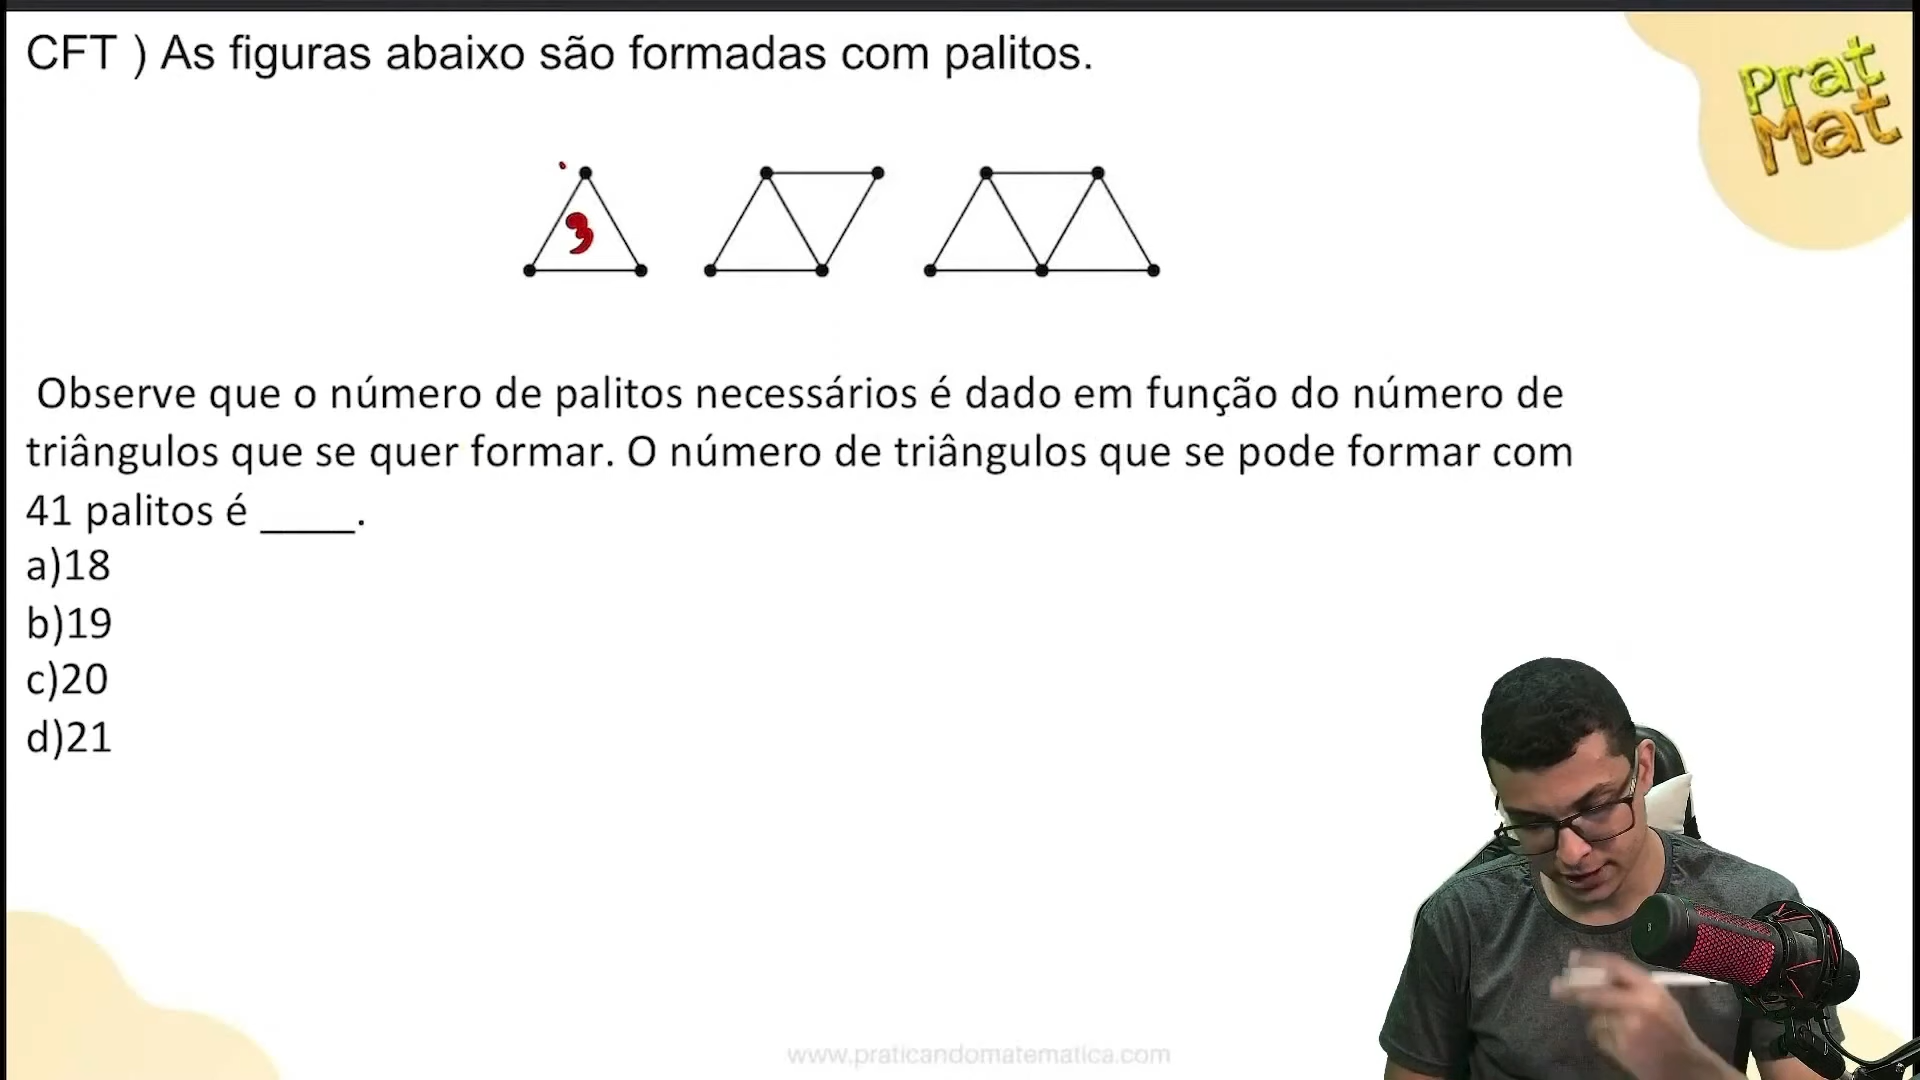 CFT ) As figuras abaixo são formadas com palitos.
Prat
Mat
3
Observe que o número de palitos necessários é dado em função do número de
triângulos que se quer formar. O número de triângulos que se pode formar com
41 palitos é ____.
a)18
b)19
c)20
d)21
www.praticandomatematica.com